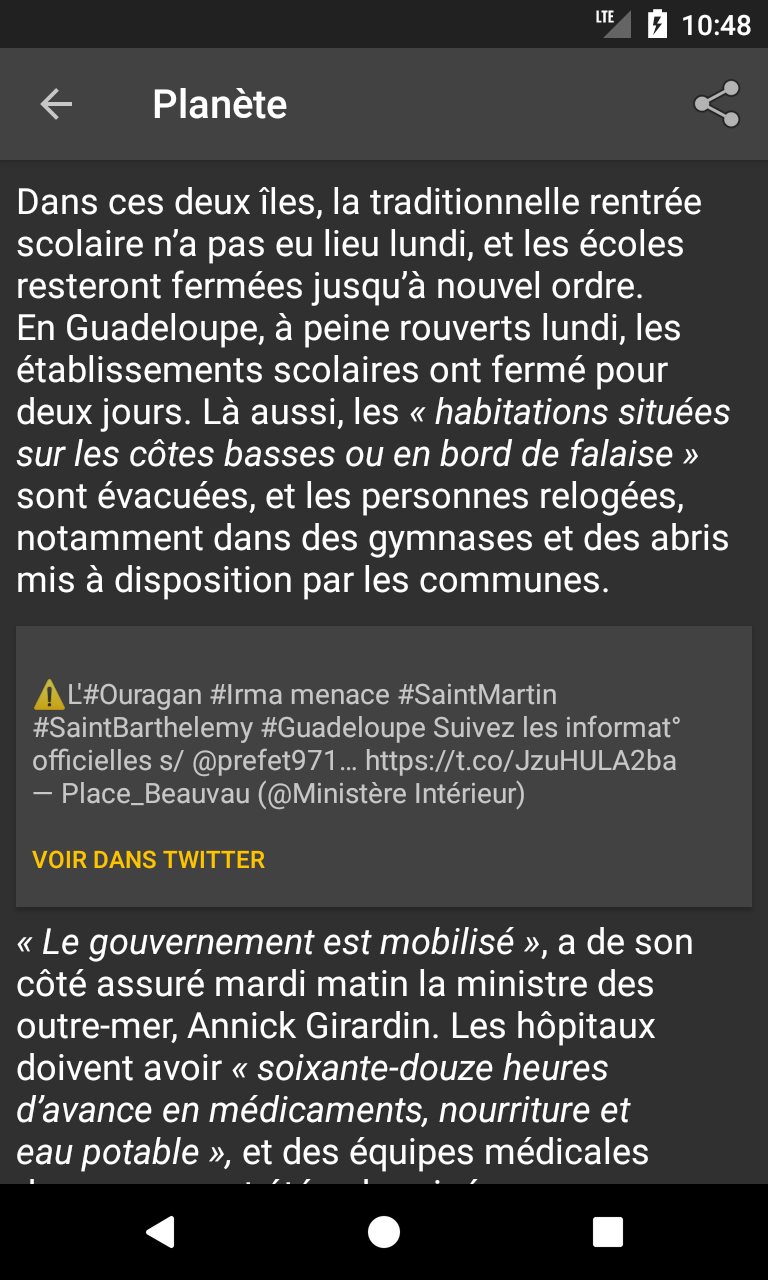 LTE 10:48
Planète
Dans ces deux îles, la traditionnelle rentrée
scolaire n’a pas eu lieu lundi, et les écoles
resteront fermées jusqu’à nouvel ordre.
En Guadeloupe, à peine rouverts lundi, les
établissements scolaires ont fermé pour
deux jours. Là aussi, les « habitations situées
sur les côtes basses ou en bord de falaise »
sont évacuées, et les personnes relogées,
notamment dans des gymnases et des abris
mis à disposition par les communes.
⚠️L'#Ouragan #Irma menace #SaintMartin
#SaintBarthelemy #Guadeloupe Suivez les informat°
officielles s/ @prefet971… https://t.co/JzuHULA2ba
— Place_Beauvau (@Ministère Intérieur)
VOIR DANS TWITTER
« Le gouvernement est mobilisé », a de son
côté assuré mardi matin la ministre des
outre-mer, Annick Girardin. Les hôpitaux
doivent avoir « soixante-douze heures
d’avance en médicaments, nourriture et
eau potable », et des équipes médicales